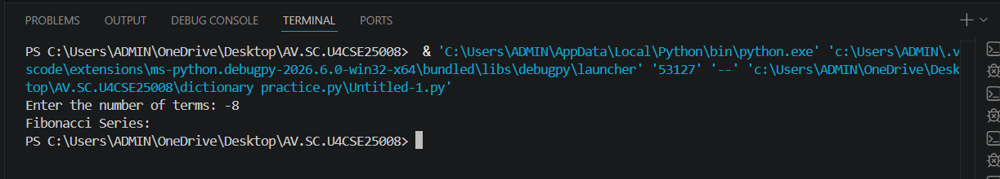 PROBLEMS OUTPUT DEBUG CONSOLE TERMINAL PORTS
PS C:\Users\ADMIN\OneDrive\Desktop\AV.SC.U4CSE25008>  & 'C:\Users\ADMIN\AppData\Local\Python\bin\python.exe' 'c:\Users\ADMIN\.v
scode\extensions\ms-python.debugpy-2026.6.0-win32-x64\bundled\libs\debugpy\launcher' '53127' '--' 'c:\Users\ADMIN\OneDrive\Desk
top\AV.SC.U4CSE25008\dictionary practice.py\Untitled-1.py'
Enter the number of terms: -8
Fibonacci Series:
PS C:\Users\ADMIN\OneDrive\Desktop\AV.SC.U4CSE25008>